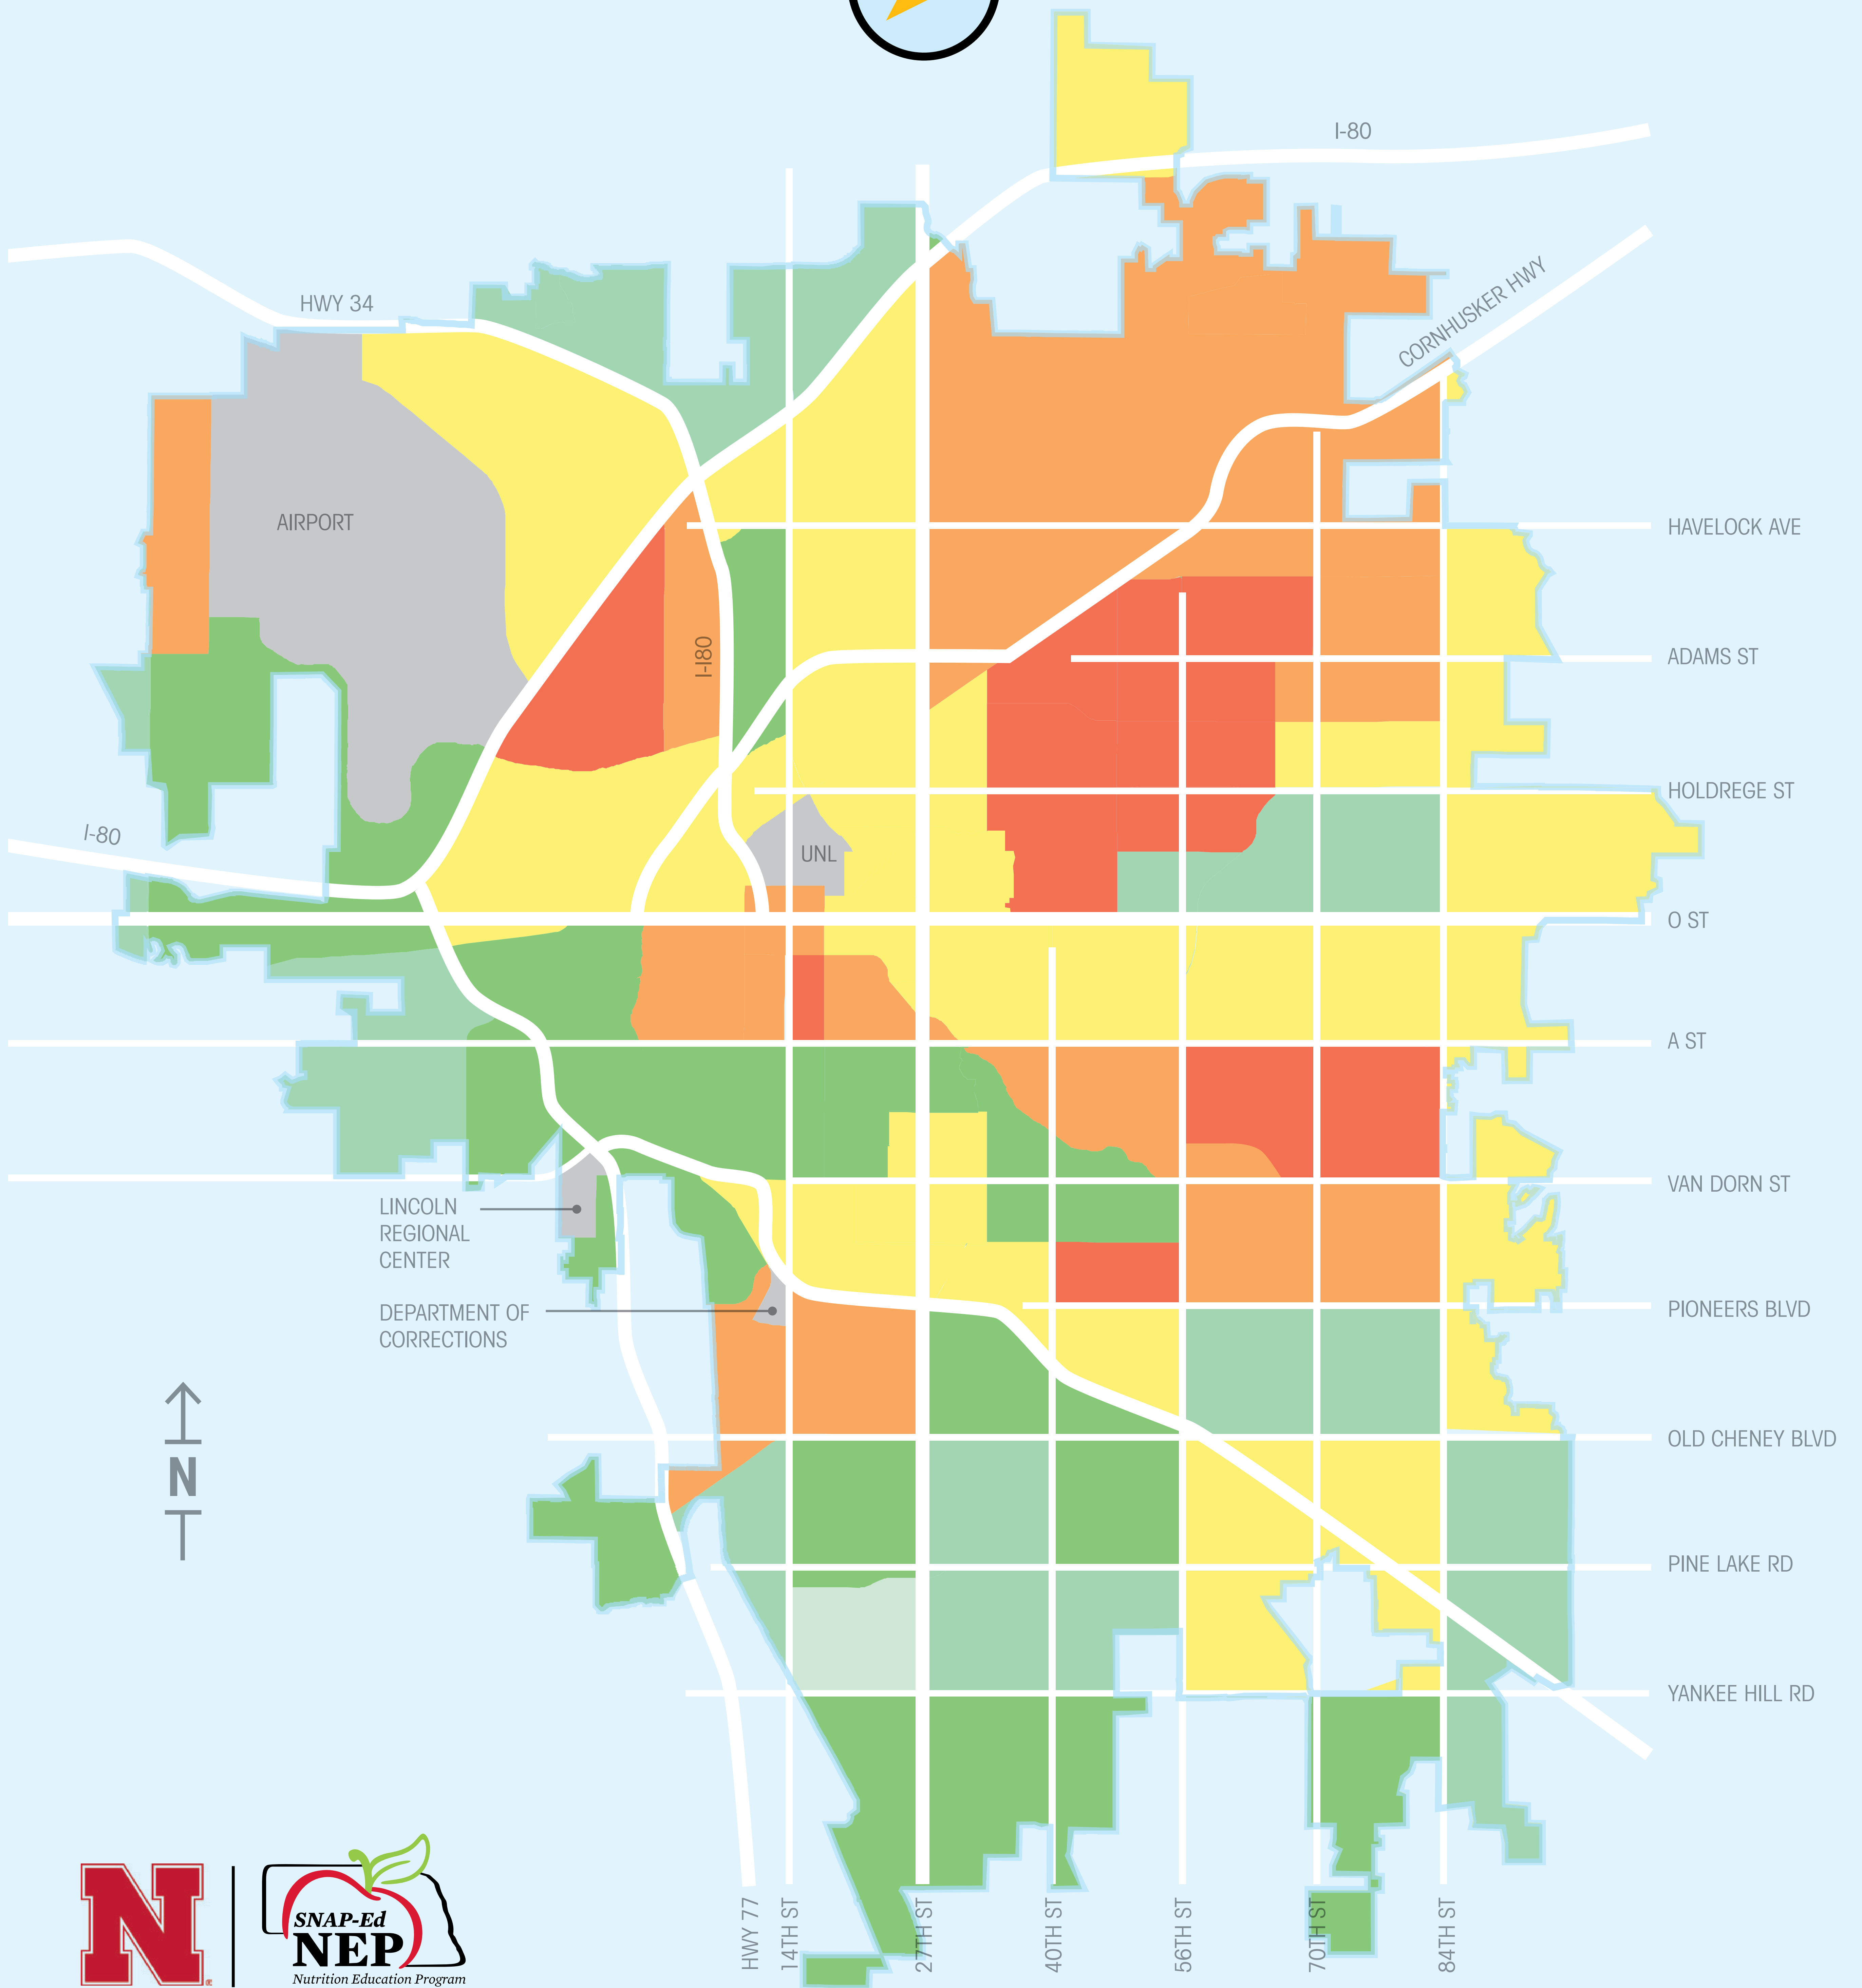 I-80
HWY 34
CORNHUSKER HWY
AIRPORT
HAVELOCK AVE
I-180
ADAMS ST
HOLDREGE ST
I-80
UNL
O ST
A ST
VAN DORN ST
LINCOLN
REGIONAL
CENTER
DEPARTMENT OF
CORRECTIONS
PIONEERS BLVD
OLD CHENEY BLVD
N
PINE LAKE RD
YANKEE HILL RD
HWY 77
14TH ST
27TH ST
40TH ST
56TH ST
70TH ST
84TH ST
N
®
SNAP-Ed
NEP
Nutrition Education Program